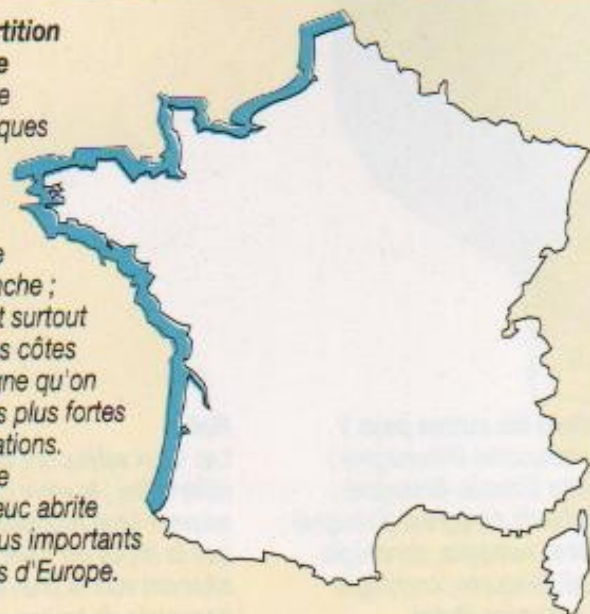 rtition
e
e
ques
e
nche ;
t surtout
s côtes
gne qu'on
s plus fortes
ations.
e
euc abrite
us importants
s d'Europe.